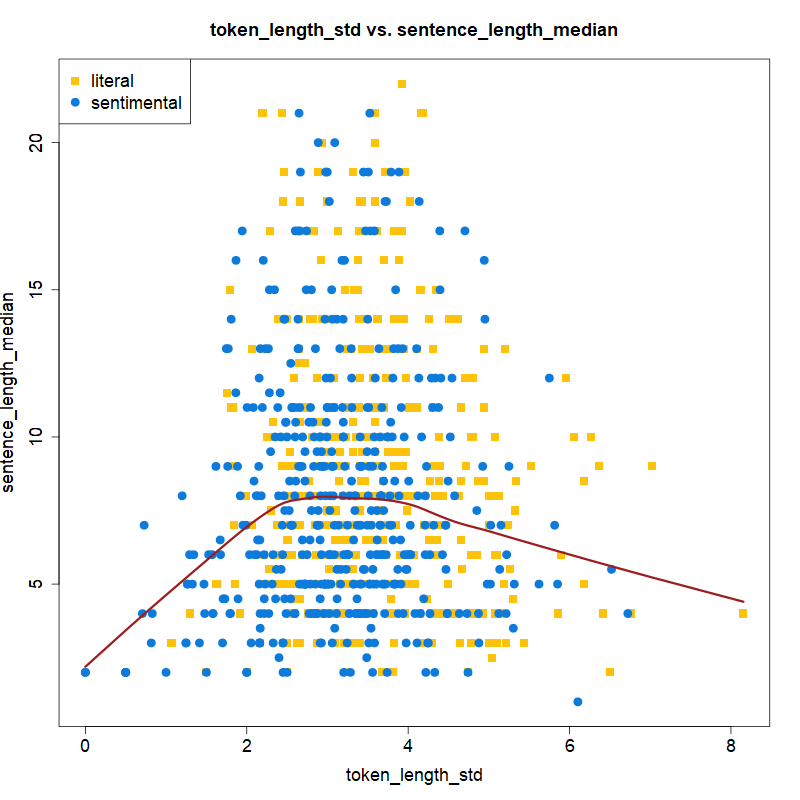 token_length_std vs. sentence_length_median
literal
sentimental
sentence_length_median
20
15
10
5
0 2 4 6 8
token_length_std